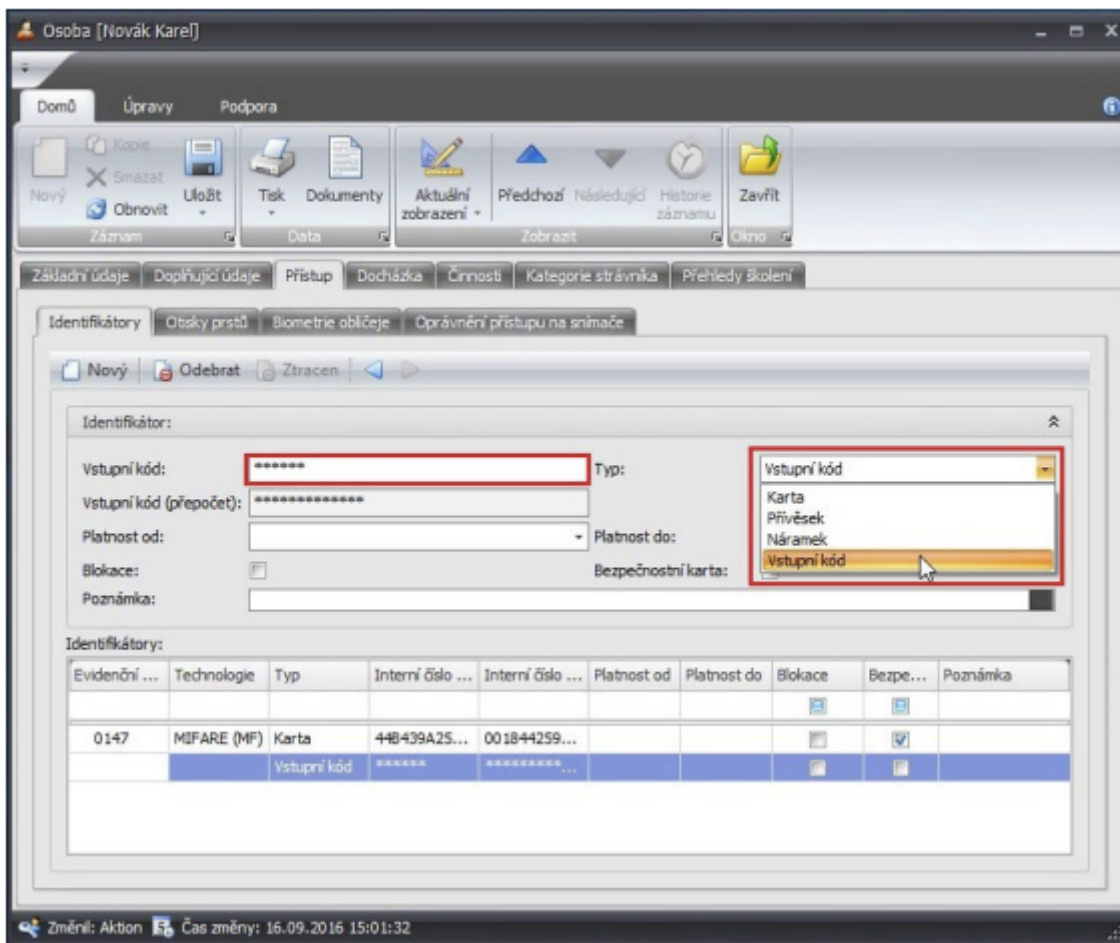 Osoba [Novák Karel]
Domů Úpravy Podpora
Nový
Kopie
Smazat
Obnovit
Uložit
Tisk
Dokumenty
Aktuální zobrazení
Předchozí
Následující
Historie záznamu
Zavřít
Záznam Data Zobrazit Okno
Základní údaje Doplňující údaje Přístup Docházka Činnosti Kategorie strávníka Přehledy školení
Identifikátory Otisky prstů Biometrie obličeje Oprávnění přístupu na snímače
Nový Odebrat Ztracen
Identifikátor:
Vstupní kód: ****** Typ: Vstupní kód
Vstupní kód (přepočet): *************
Karta
Přívěsek
Náramek
Vstupní kód
Platnost od: Platnost do:
Blokace: Bezpečnostní karta:
Poznámka:
Identifikátory:
Evidenční ... Technologie Typ Interní číslo ... Interní číslo ... Platnost od Platnost do Blokace Bezpe... Poznámka
0147 MIFARE (MF) Karta 44B439A25... 001844259...
Vstupní kód ****** *********...
Změnil: Aktion Čas změny: 16.09.2016 15:01:32